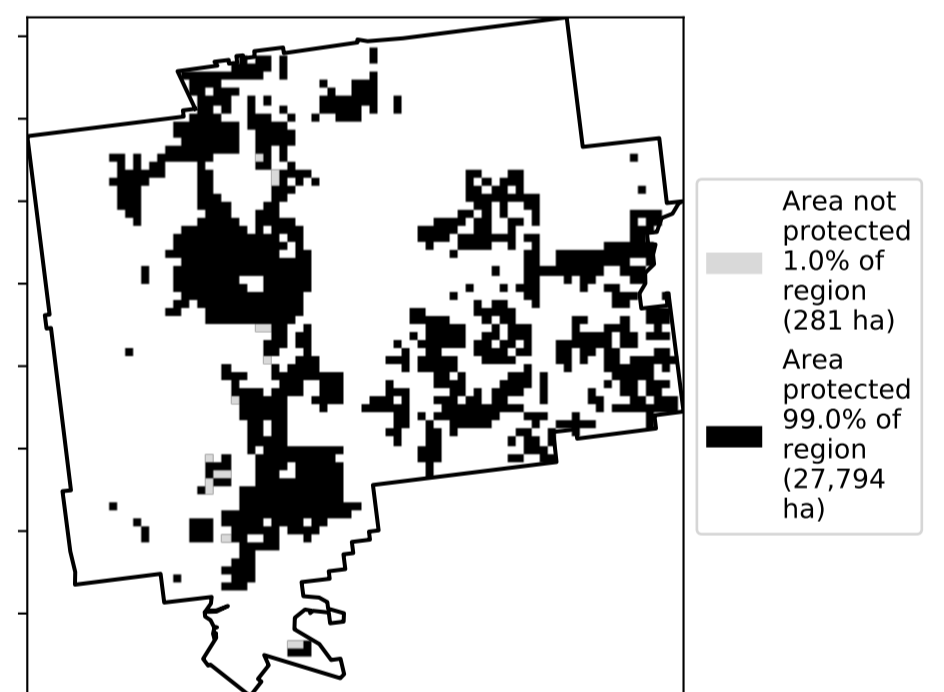 Area not
protected
1.0% of
region
(281 ha)
Area
protected
99.0% of
region
(27,794
ha)